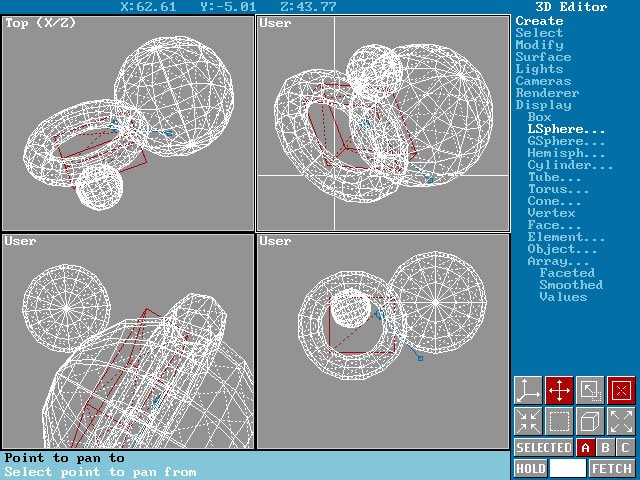 X:62.61 Y:-5.01 Z:43.77 3D Editor
Top (X/Z)
User
User
User
Create
Select
Modify
Surface
Lights
Cameras
Renderer
Display
Box
LSphere...
GSphere...
Hemisph...
Cylinder...
Tube...
Torus...
Cone...
Vertex
Face...
Element...
Object...
Array...
Faceted
Smoothed
Values
SELECTED A B C
HOLD FETCH
Point to pan to
Select point to pan from